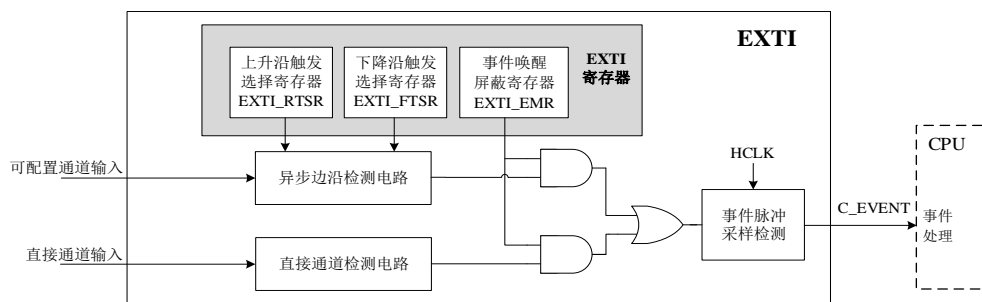 EXTI
上升沿触发
选择寄存器
EXTI_RTSR
下降沿触发
选择寄存器
EXTI_FTSR
事件唤醒
屏蔽寄存器
EXTI_EMR
EXTI
寄存器
可配置通道输入
异步边沿检测电路
HCLK
事件脉冲
采样检测
C_EVENT
CPU
事件
处理
直接通道输入
直接通道检测电路